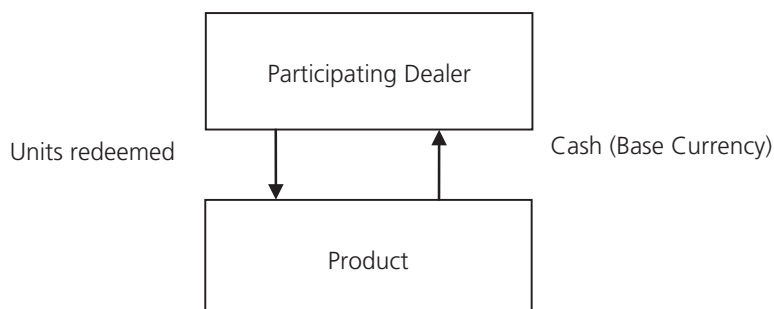 Participating Dealer
Units redeemed
Cash (Base Currency)
Product